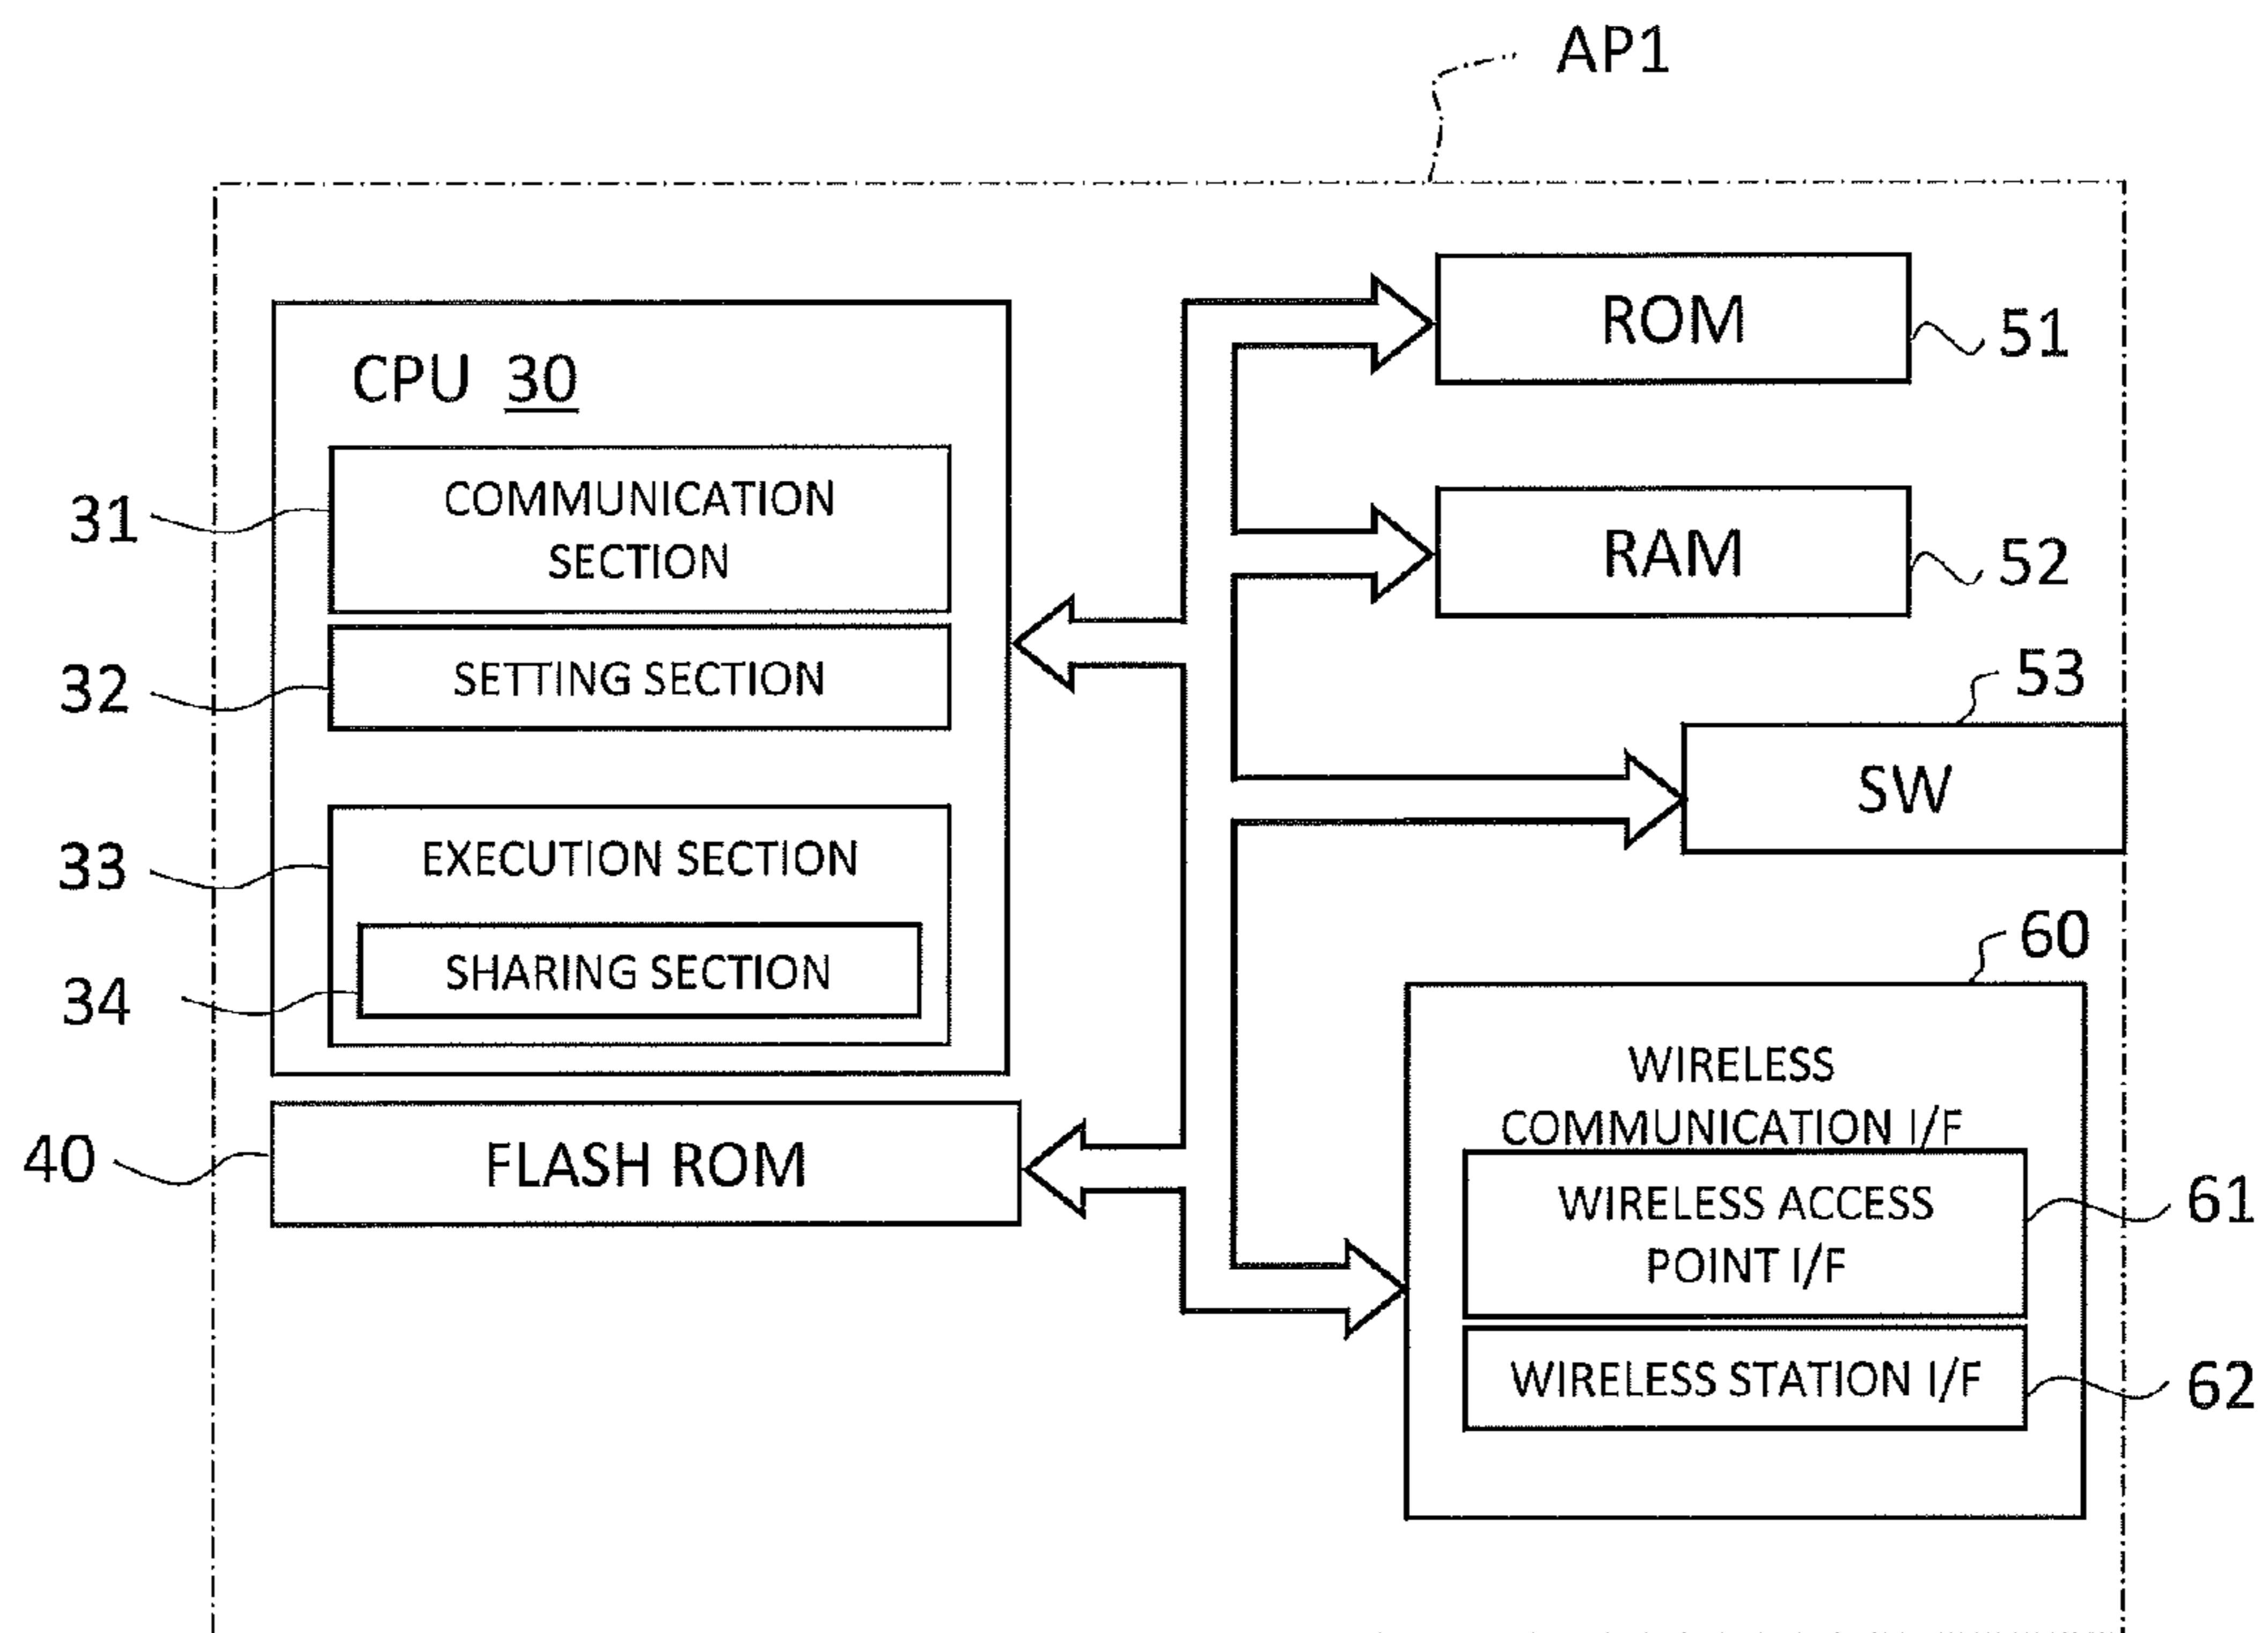 AP1
CPU 30
31
COMMUNICATION
SECTION
32
SETTING SECTION
33
EXECUTION SECTION
34
SHARING SECTION
40
FLASH ROM
ROM
51
RAM
52
53
SW
60
WIRELESS
COMMUNICATION I/F
WIRELESS ACCESS
POINT I/F
61
WIRELESS STATION I/F
62